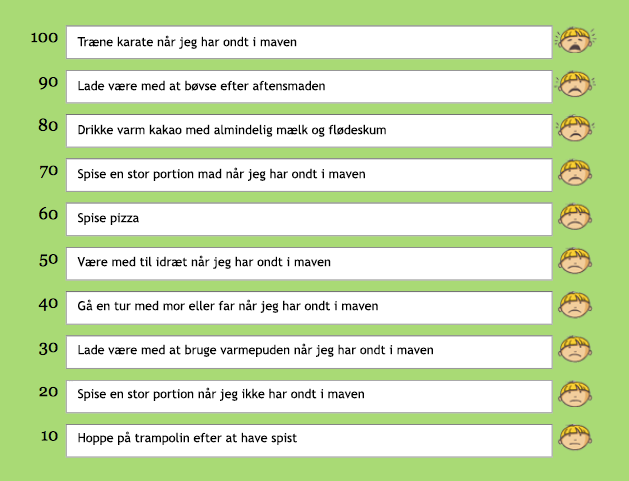 100 Træne karate når jeg har ondt i maven
90 Lade være med at bøvse efter aftensmaden
80 Drikke varm kakao med almindelig mælk og flødeskum
70 Spise en stor portion mad når jeg har ondt i maven
60 Spise pizza
50 Være med til idræt når jeg har ondt i maven
40 Gå en tur med mor eller far når jeg har ondt i maven
30 Lade være med at bruge varmepuden når jeg har ondt i maven
20 Spise en stor portion når jeg ikke har ondt i maven
10 Hoppe på trampolin efter at have spist